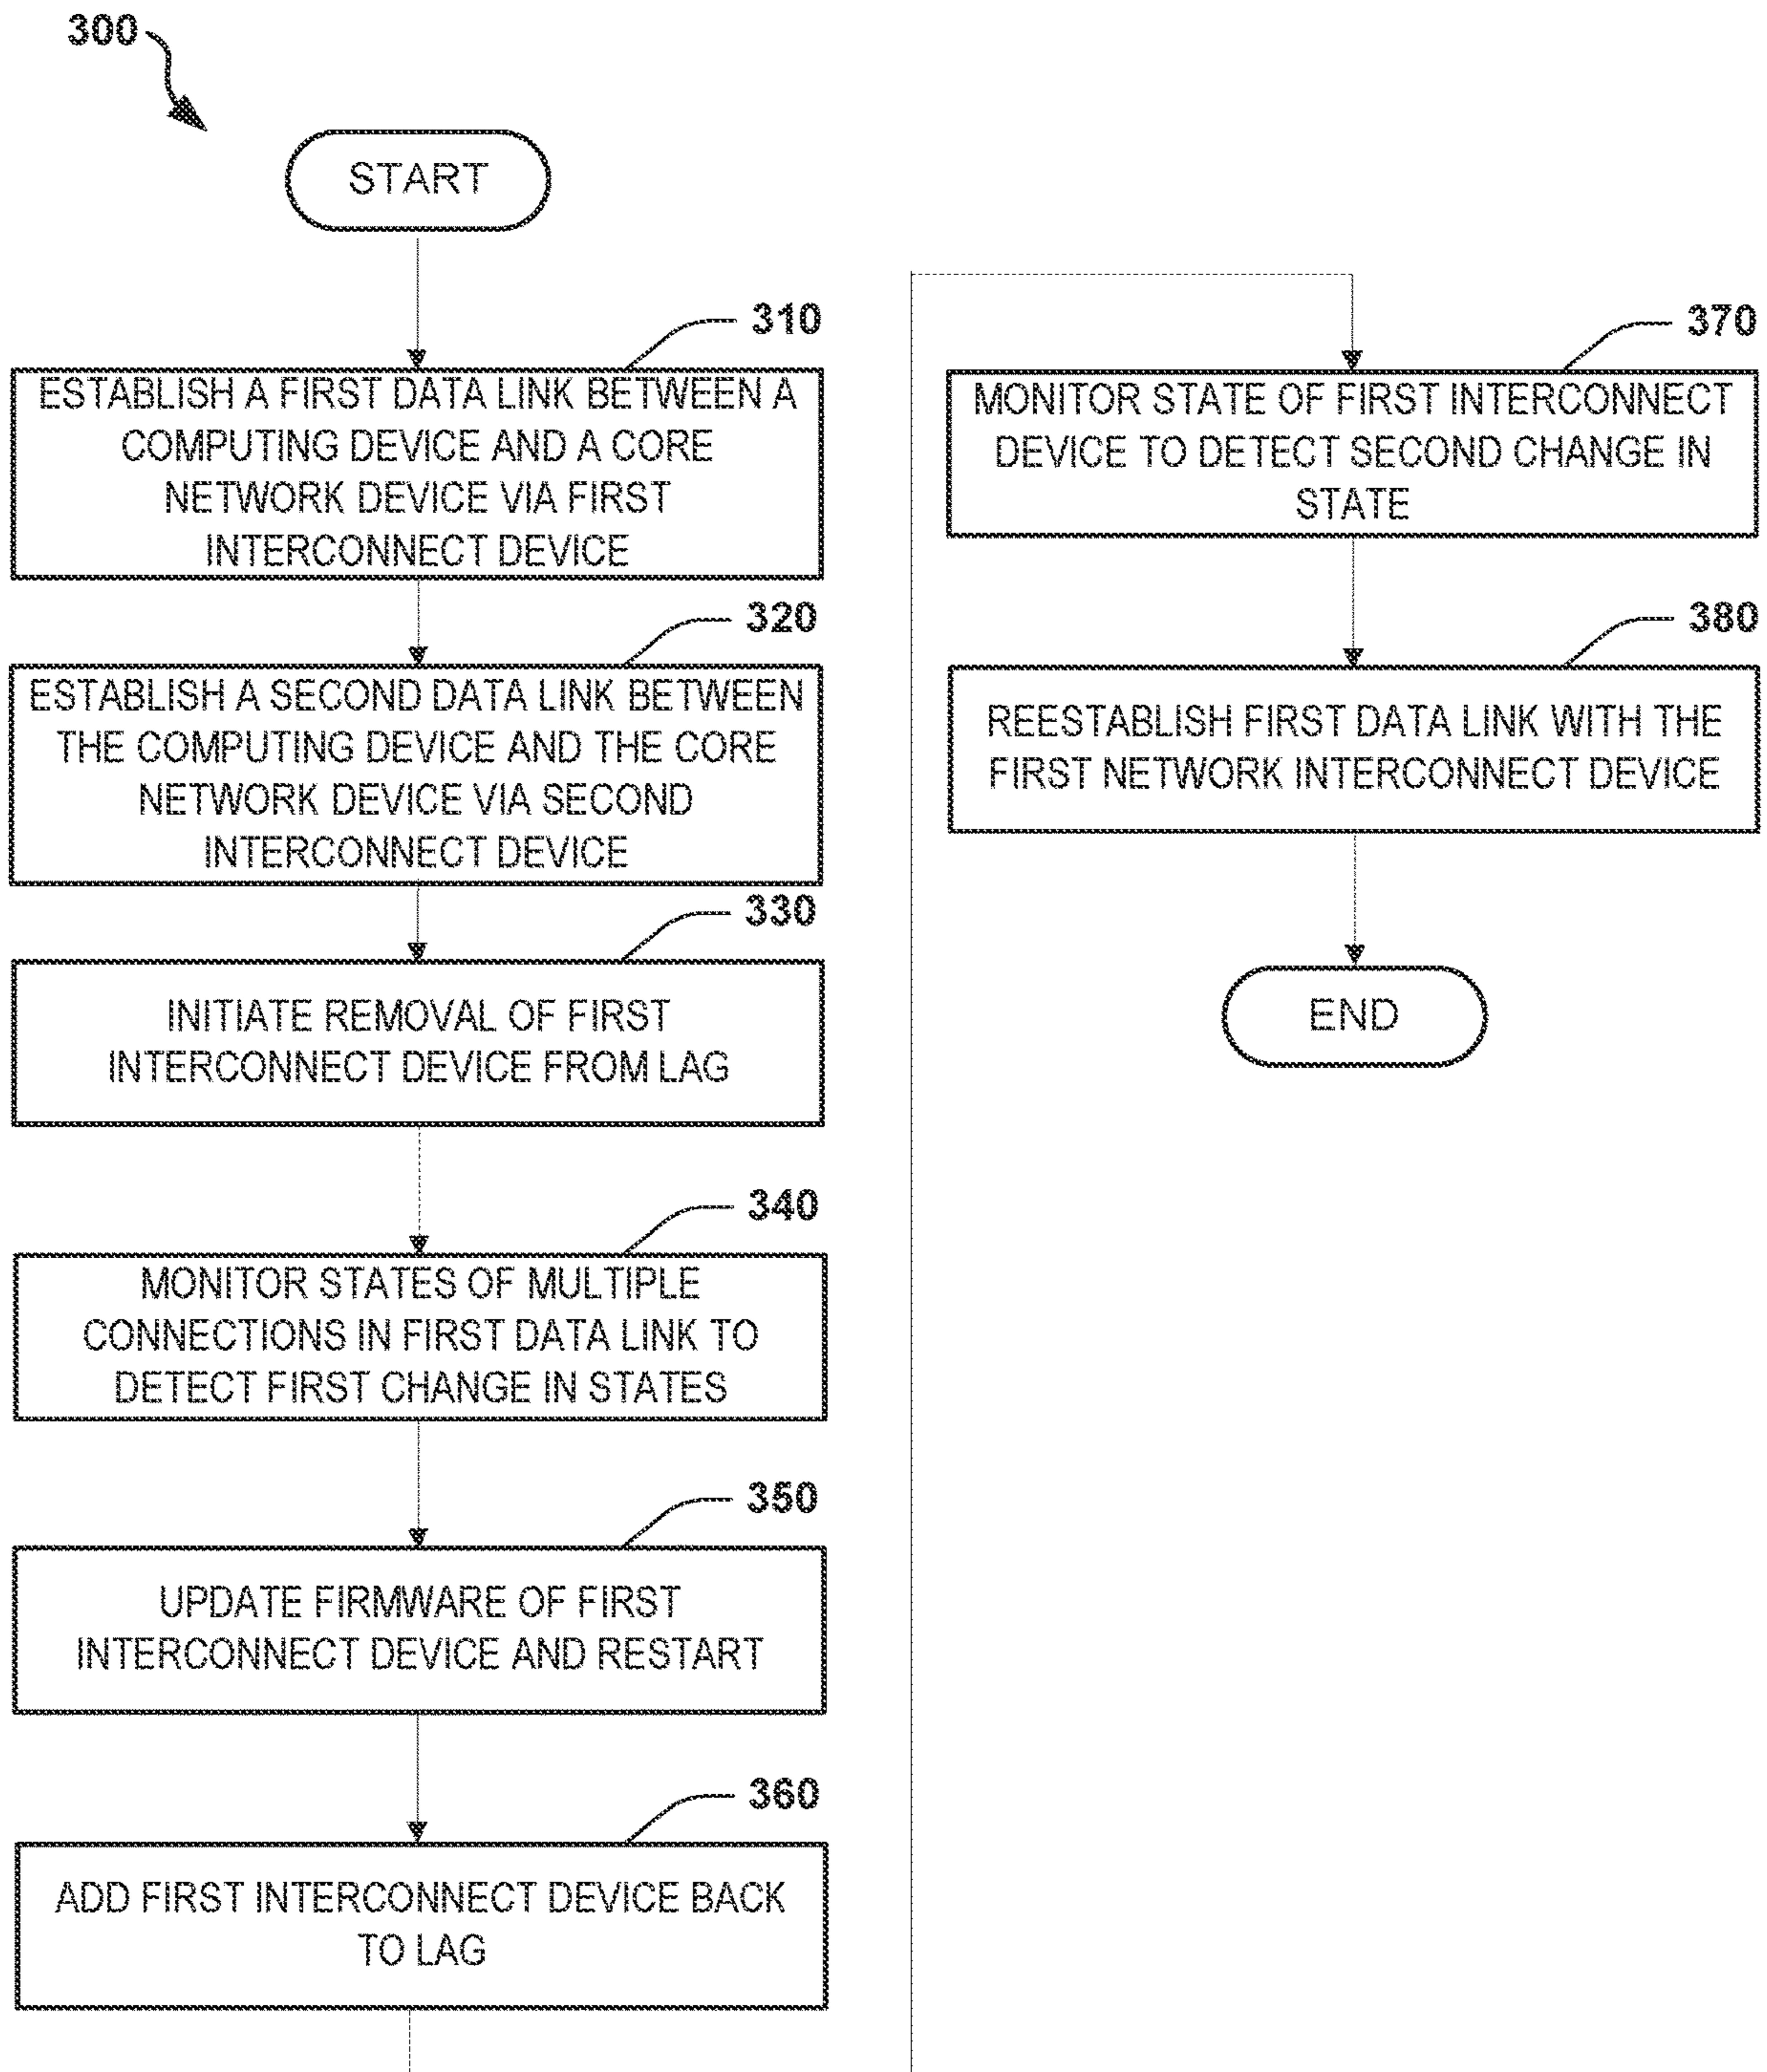 300
START
310
ESTABLISH A FIRST DATA LINK BETWEEN A
COMPUTING DEVICE AND A CORE
NETWORK DEVICE VIA FIRST
INTERCONNECT DEVICE
320
ESTABLISH A SECOND DATA LINK BETWEEN
THE COMPUTING DEVICE AND THE CORE
NETWORK DEVICE VIA SECOND
INTERCONNECT DEVICE
330
INITIATE REMOVAL OF FIRST
INTERCONNECT DEVICE FROM LAG
340
MONITOR STATES OF MULTIPLE
CONNECTIONS IN FIRST DATA LINK TO
DETECT FIRST CHANGE IN STATES
350
UPDATE FIRMWARE OF FIRST
INTERCONNECT DEVICE AND RESTART
360
ADD FIRST INTERCONNECT DEVICE BACK
TO LAG
370
MONITOR STATE OF FIRST INTERCONNECT
DEVICE TO DETECT SECOND CHANGE IN
STATE
380
REESTABLISH FIRST DATA LINK WITH THE
FIRST NETWORK INTERCONNECT DEVICE
END